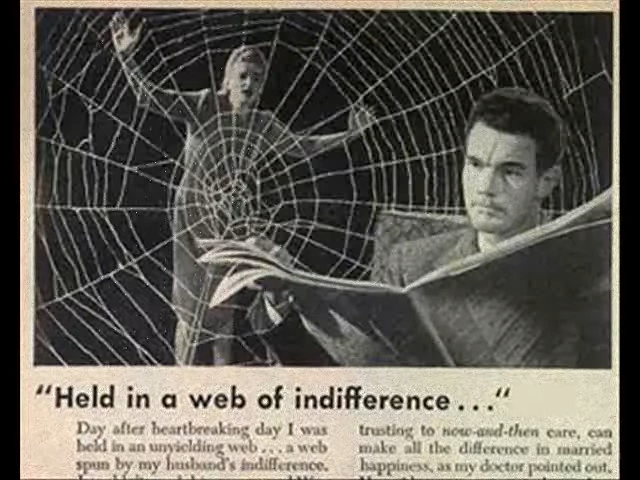 "Held in a web of indifference..."
Day after heartbreaking day I was
held in an unyielding web...a web
spun by my husband's indifference.
trusting to now-and-then care, can
make all the difference in married
happiness, as my doctor pointed out.